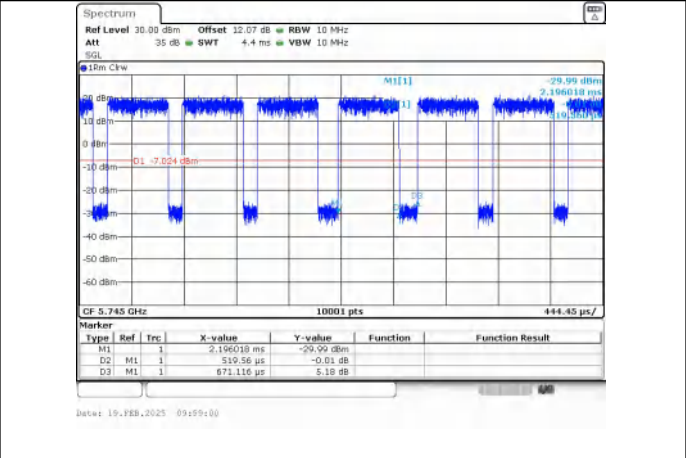 Spectrum
Ref Level 30.00 dBm Offset 12.07 dB RBW 10 MHz
Att 35 dB SWT 4.4 ms VBW 10 MHz
SGL
1Rm Clrw
M1[1] -29.99 dBm
2.196018 ms
20 dBm
519.560 µs
10 dBm
0 dBm
D1 -7.024 dBm
-10 dBm
-20 dBm
-40 dBm
-50 dBm
-60 dBm
CF 5.745 GHz 10001 pts 444.45 µs/
Marker
Type Ref Trc X-value Y-value Function Function Result
M1 1 2.196018 ms -29.99 dBm
D2 M1 1 519.56 µs -0.01 dB
D3 M1 1 671.116 µs 5.18 dB
Date: 19.FEB.2025 09:59:00